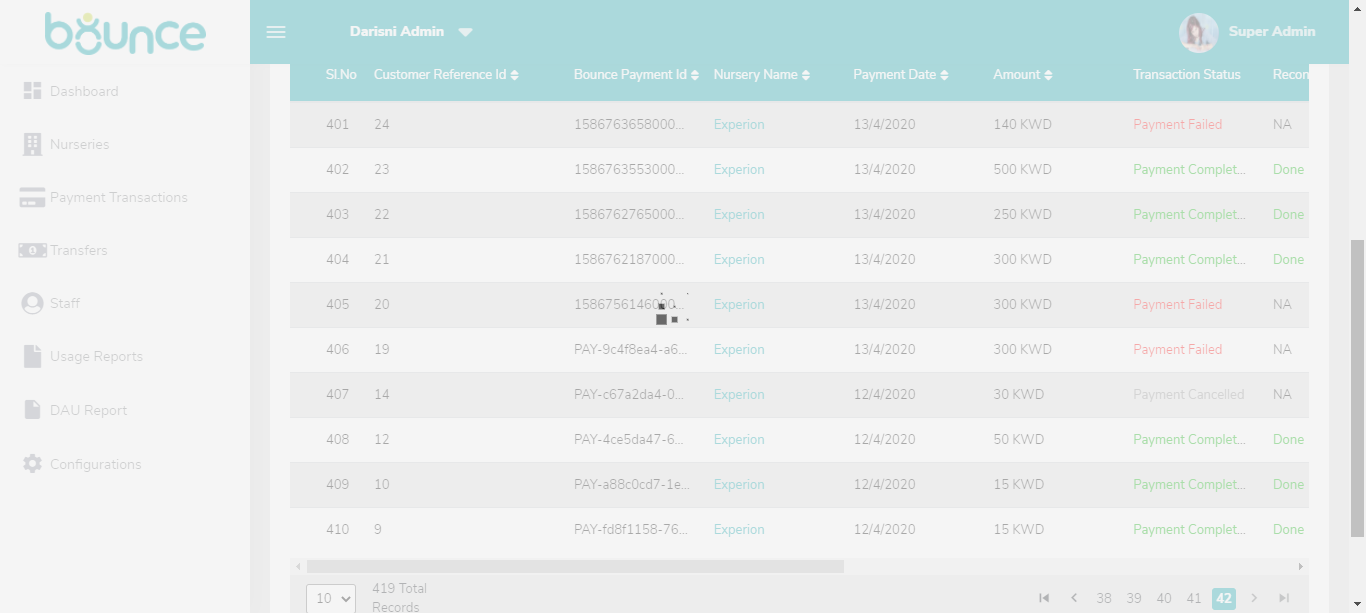 bounce
Darisni Admin
Super Admin
Dashboard
Nurseries
Payment Transactions
Transfers
Staff
Usage Reports
DAU Report
Configurations
Sl.No Customer Reference Id Bounce Payment Id Nursery Name Payment Date Amount Transaction Status Recon
401 24 1586763658000... Experion 13/4/2020 140 KWD Payment Failed NA
402 23 1586763553000... Experion 13/4/2020 500 KWD Payment Complet... Done
403 22 1586762765000... Experion 13/4/2020 250 KWD Payment Complet... Done
404 21 1586762187000... Experion 13/4/2020 300 KWD Payment Complet... Done
405 20 1586756146000... Experion 13/4/2020 300 KWD Payment Failed NA
406 19 PAY-9c4f8ea4-a6... Experion 13/4/2020 300 KWD Payment Failed NA
407 14 PAY-c67a2da4-0... Experion 12/4/2020 30 KWD Payment Cancelled NA
408 12 PAY-4ce5da47-6... Experion 12/4/2020 50 KWD Payment Complet... Done
409 10 PAY-a88c0cd7-1e... Experion 12/4/2020 15 KWD Payment Complet... Done
410 9 PAY-fd8f1158-76... Experion 12/4/2020 15 KWD Payment Complet... Done
10
419 Total
Records
38 39 40 41 42